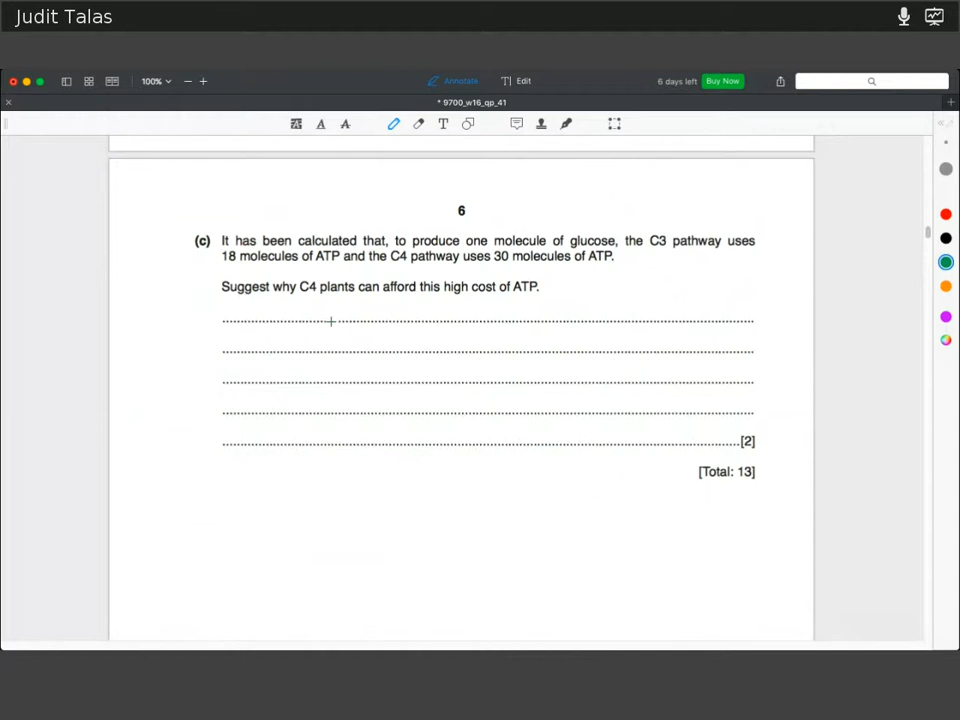 Judit Talas
100%
Annotate
T Edit
6 days left
Buy Now
* 9700_w16_qp_41
6
(c) It has been calculated that, to produce one molecule of glucose, the C3 pathway uses
18 molecules of ATP and the C4 pathway uses 30 molecules of ATP.
Suggest why C4 plants can afford this high cost of ATP.
[2]
[Total: 13]